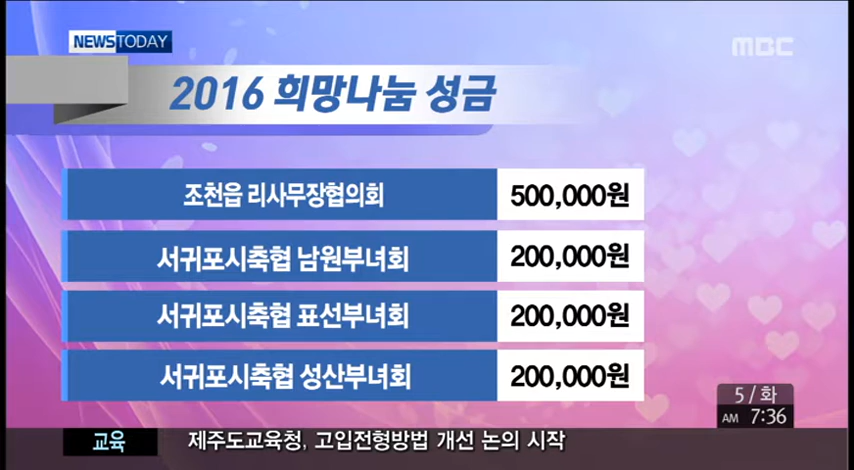 NEWSTODAY
MBC
2016 희망나눔 성금
조천읍 리사무장협의회 500,000원
서귀포시축협 남원부녀회 200,000원
서귀포시축협 표선부녀회 200,000원
서귀포시축협 성산부녀회 200,000원
5 / 화
AM 7:36
교육 제주도교육청, 고입전형방법 개선 논의 시작